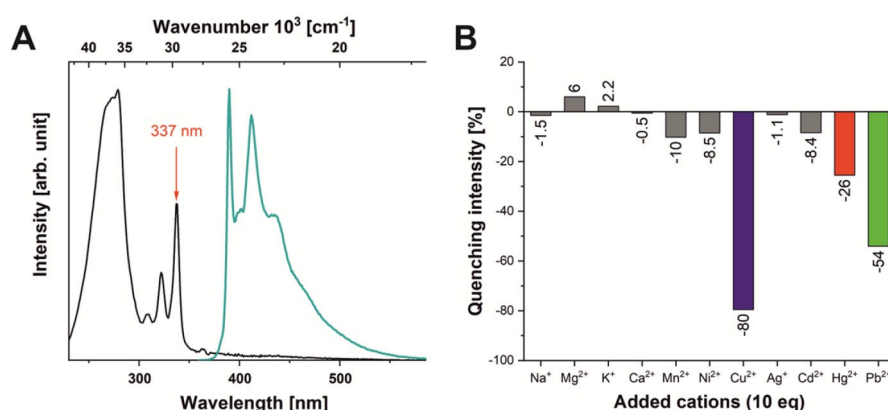 A
Wavenumber 10³ [cm⁻¹]
40 35 30 25 20
337 nm
Intensity [arb. unit]
300 400 500
Wavelength [nm]
B
Quenching intensity [%]
20
0
-20
-40
-60
-80
-100
-1.5
6
2.2
-0.5
-10
-8.5
-80
-1.1
-8.4
-26
-54
Na⁺ Mg²⁺ K⁺ Ca²⁺ Mn²⁺ Ni²⁺ Cu²⁺ Ag⁺ Cd²⁺ Hg²⁺ Pb²⁺
Added cations (10 eq)